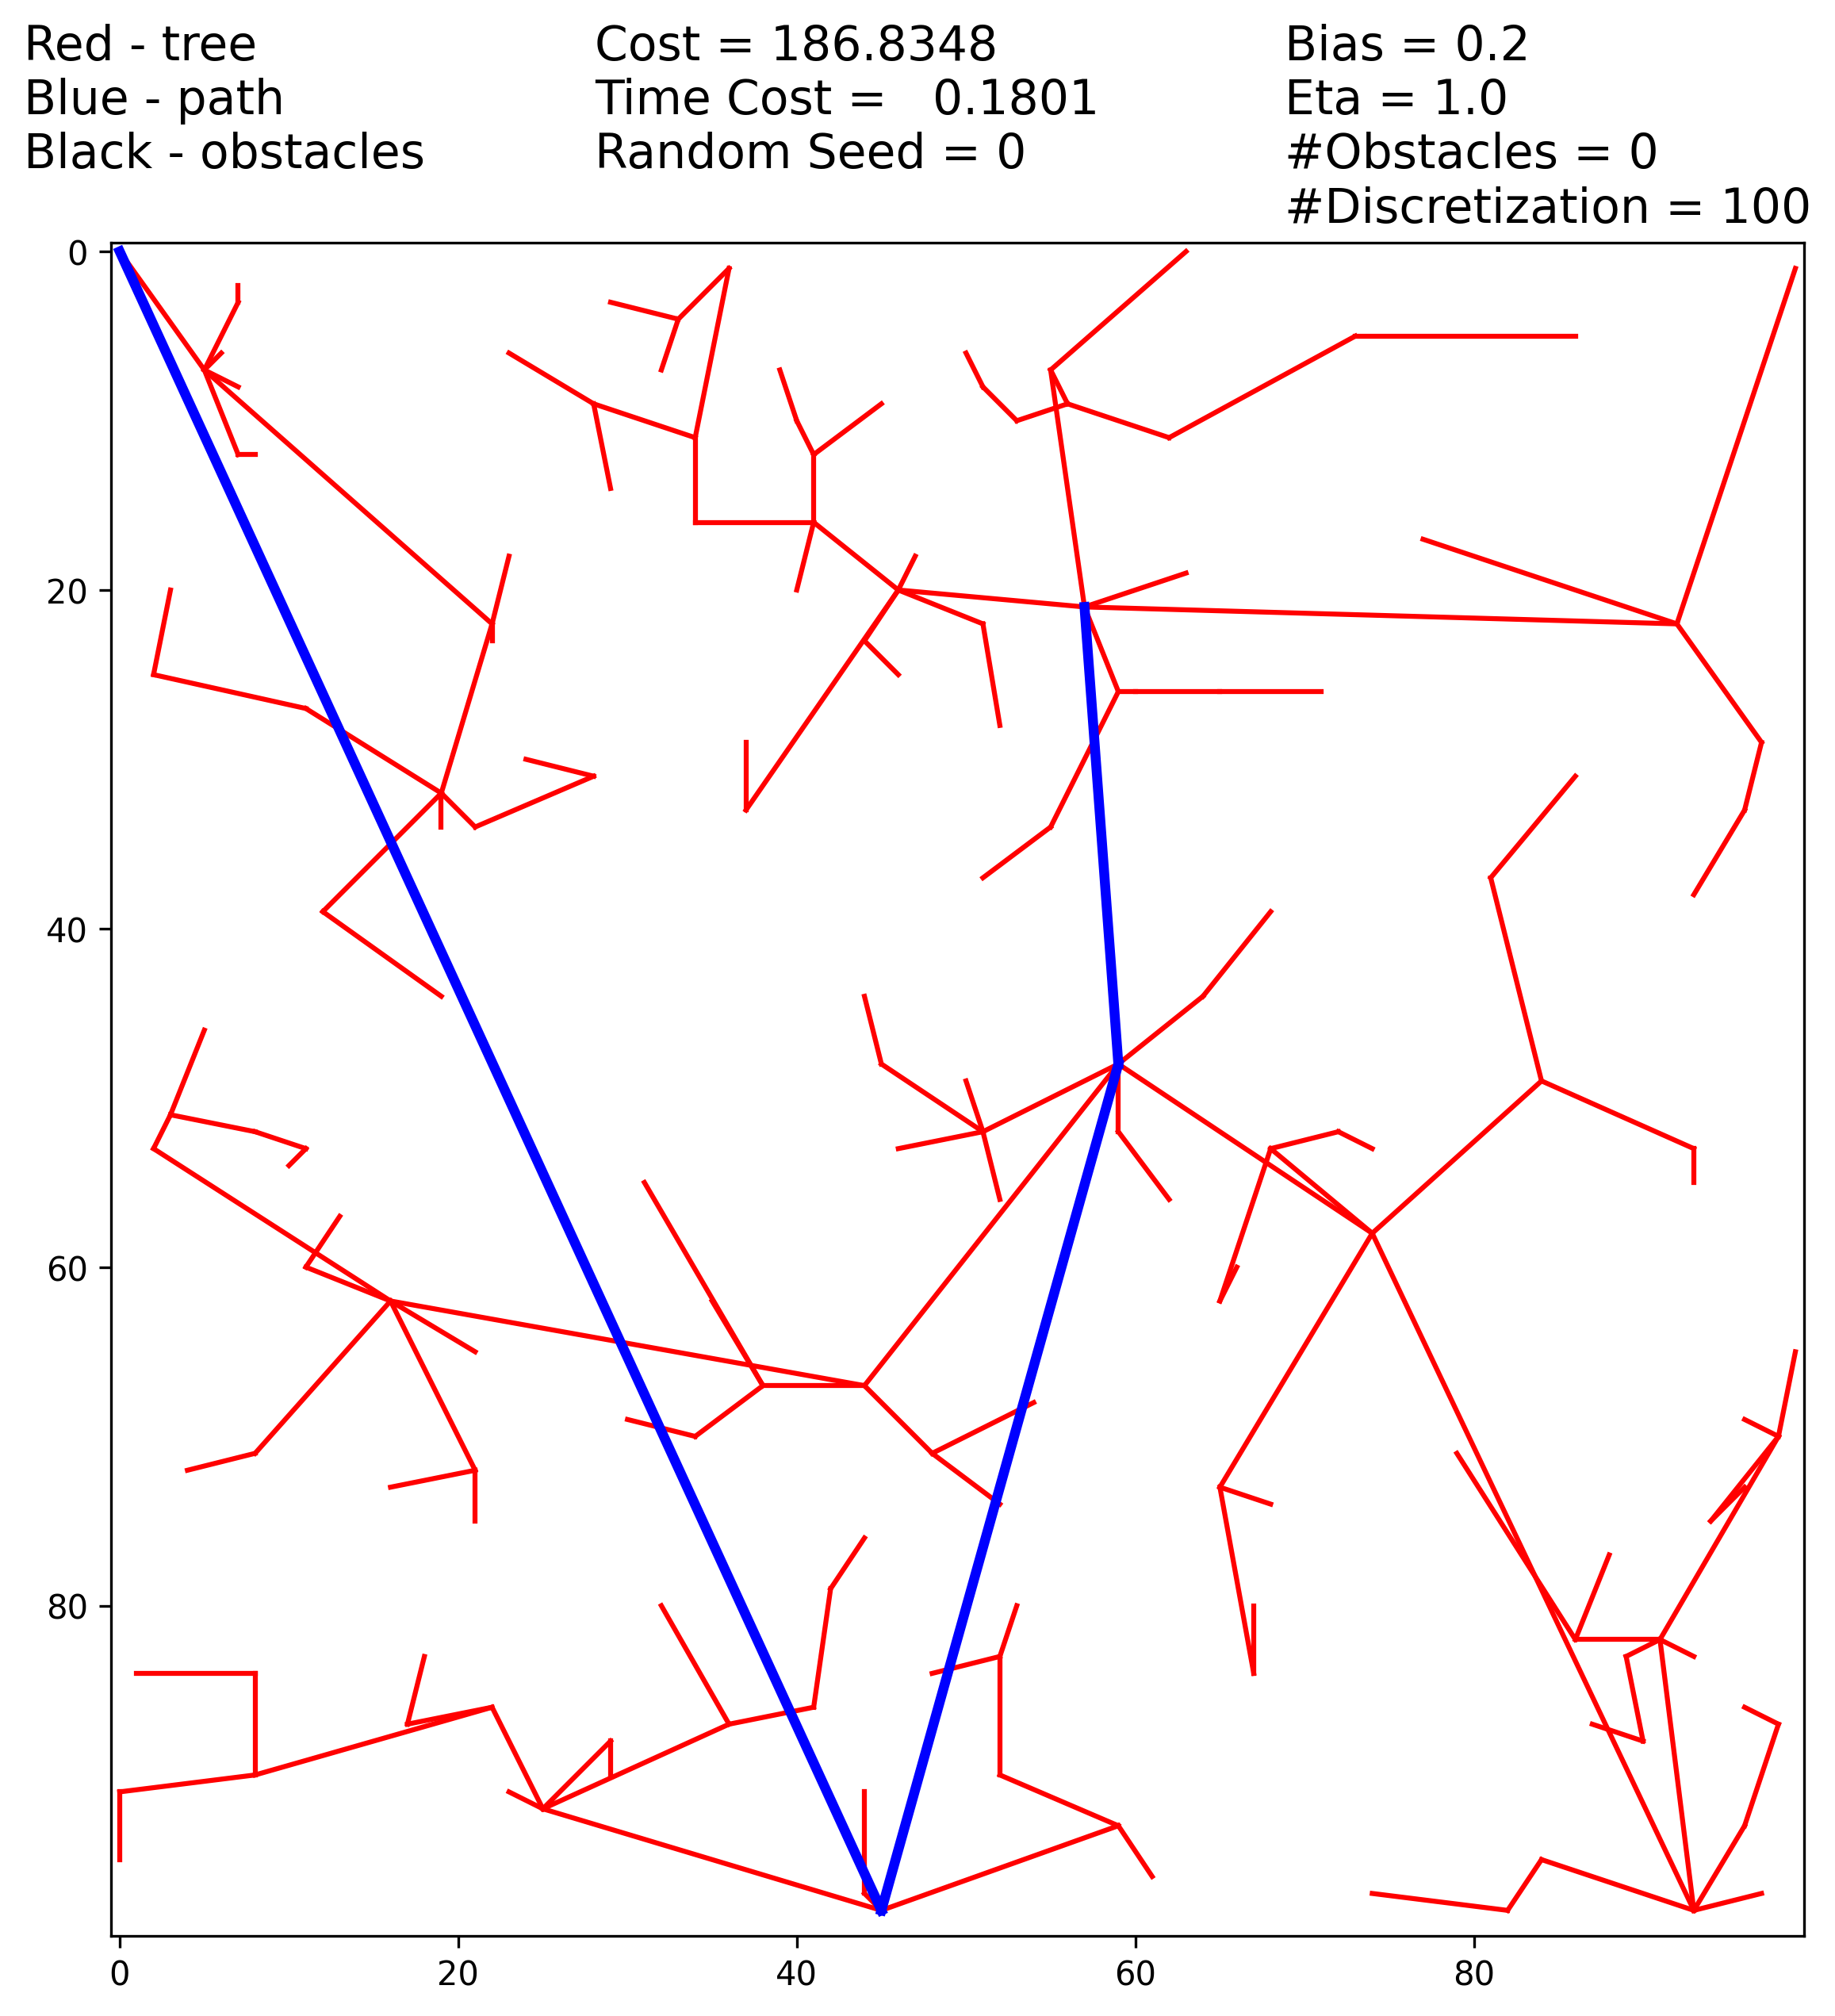 Red - tree
Blue - path
Black - obstacles
Cost = 186.8348
Time Cost = 0.1801
Random Seed = 0
Bias = 0.2
Eta = 1.0
#Obstacles = 0
#Discretization = 100
0
20
40
60
80
0
20
40
60
80